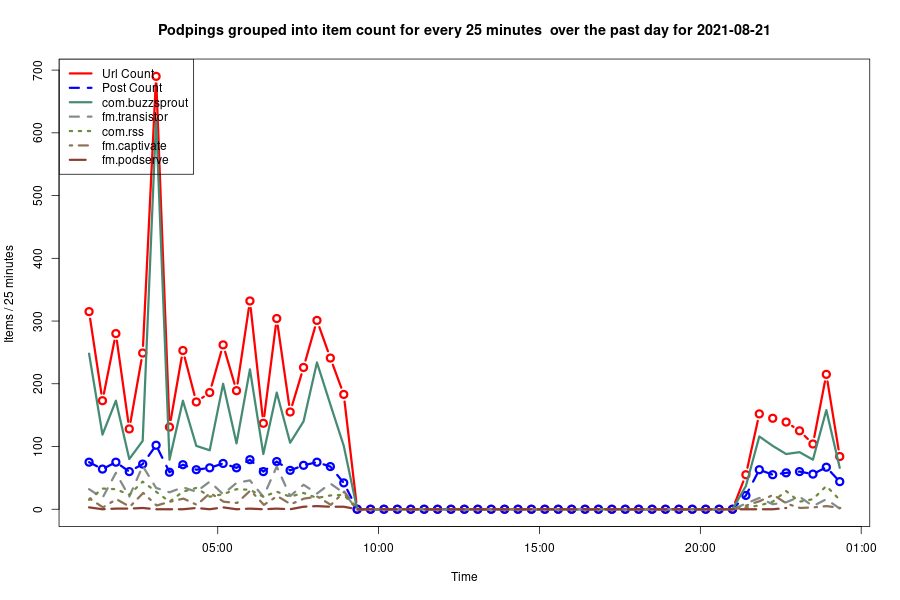 Podpings grouped into item count for every 25 minutes  over the past day for 2021-08-21
Url Count
Post Count
com.buzzsprout
fm.transistor
com.rss
fm.captivate
fm.podserve
700
600
500
400
300
200
100
0
Items / 25 minutes
05:00
10:00
15:00
20:00
01:00
Time